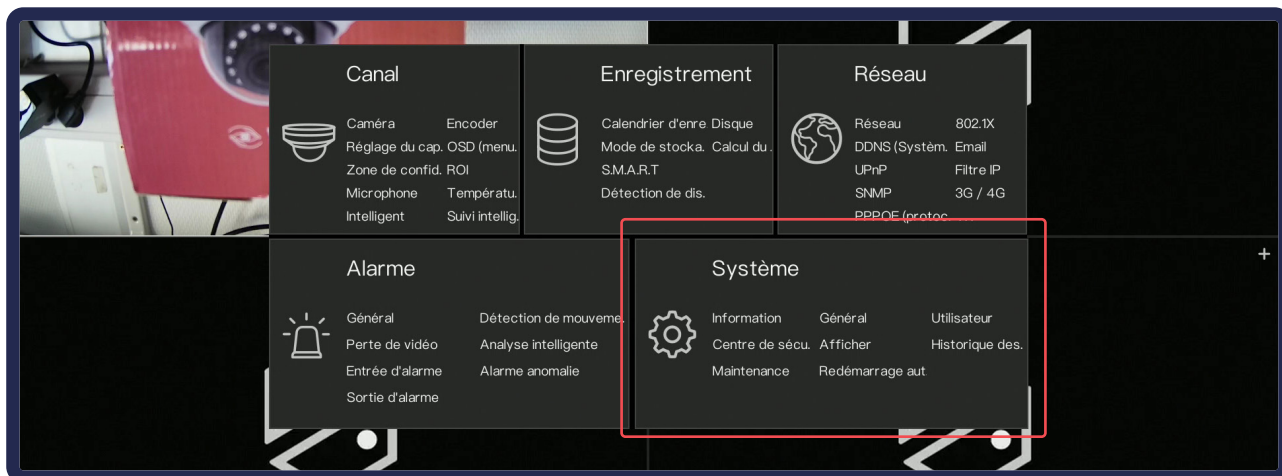 Canal
Caméra Encoder
Réglage du cap. OSD (menu.
Zone de confid. ROI
Microphone Températu.
Intelligent Suivi intellig.
Enregistrement
Calendrier d'enre Disque
Mode de stocka. Calcul du .
S.M.A.R.T
Détection de dis.
Réseau
Réseau 802.1X
DDNS (Systèm. Email
UPnP Filtre IP
SNMP 3G / 4G
PPPOE (protoc. ...
Alarme
Général Détection de mouveme.
Perte de vidéo Analyse intelligente
Entrée d'alarme Alarme anomalie
Sortie d'alarme
Système
Information Général Utilisateur
Centre de sécu. Afficher Historique des.
Maintenance Redémarrage aut.
+